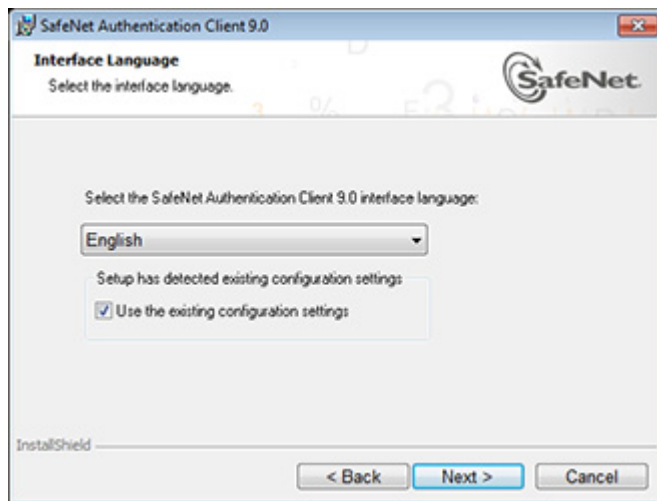 SafeNet Authentication Client 9.0
Interface Language
Select the interface language.
SafeNet.
Select the SafeNet Authentication Client 9.0 interface language:
English
Setup has detected existing configuration settings
Use the existing configuration settings
InstallShield
< Back
Next >
Cancel